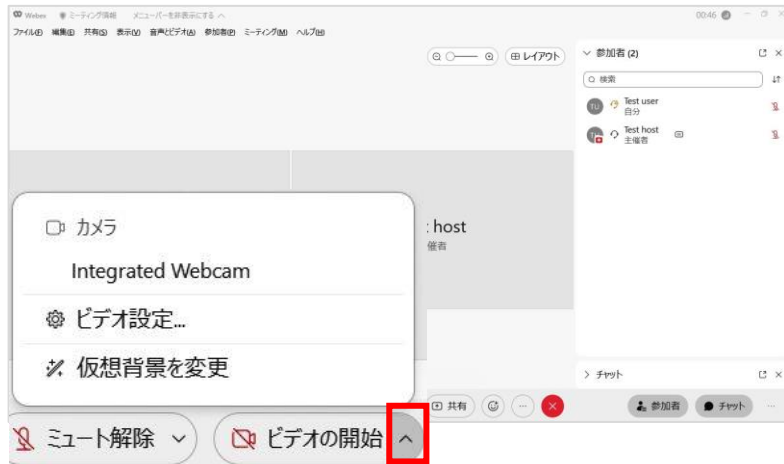 Webex ミーティング情報 メニューバーを非表示にする 00:46
ファイル(F) 編集(E) 共有(S) 表示(V) 音声とビデオ(A) 参加者(P) ミーティング(M) ヘルプ(H)
レイアウト
参加者 (2)
検索
TU Test user
自分
Test host
主催者
: host
催者
カメラ
Integrated Webcam
ビデオ設定...
仮想背景を変更
チャット
ミュート解除 ビデオの開始 共有 参加者 チャット